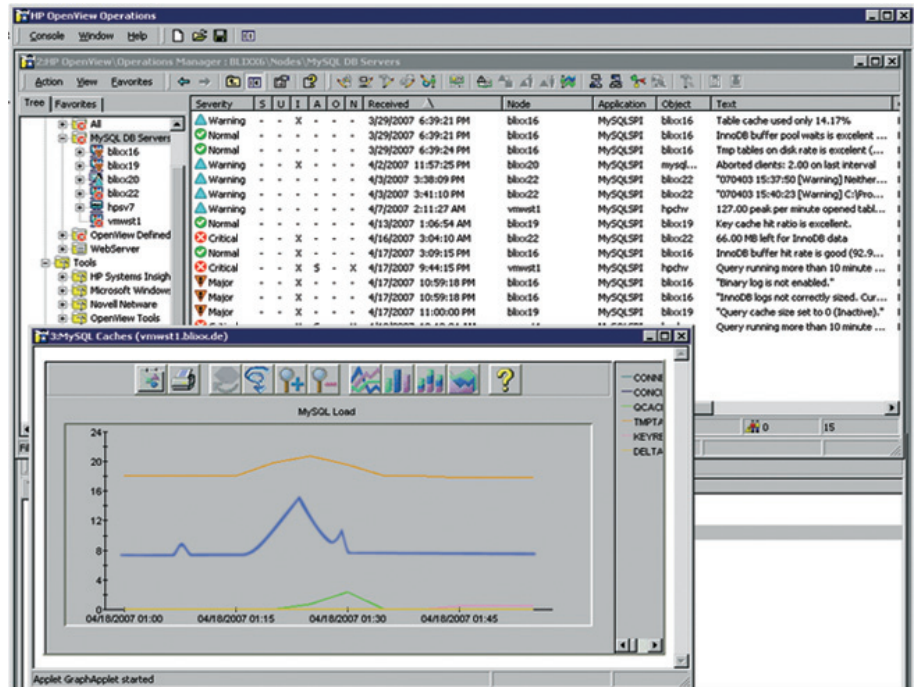 HP OpenView Operations
Console Window Help
2:HP OpenView\Operations Manager : BLIXX6\Nodes\MySQL DB Servers
Action View Favorites
Tree Favorites
Severity S U I A O N Received Node Application Object Text
All
MySQL DB Servers
blixx16
blixx19
blixx20
blixx22
hpsv7
vmwst1
OpenView Defined
WebServer
Tools
HP Systems Insigh
Microsoft Windows
Novell Netware
OpenView Tools
Warning - - X - - - 3/29/2007 6:39:21 PM blixx16 MySQLSPI blixx16 Table cache used only 14.17%
Normal - - - - - - 3/29/2007 6:39:21 PM blixx16 MySQLSPI blixx16 InnoDB buffer pool waits is excelent ...
Normal - - - - - - 3/29/2007 6:39:24 PM blixx16 MySQLSPI blixx16 Tmp tables on disk rate is excelent (...
Warning - - X - - - 4/2/2007 11:57:25 PM blixx20 MySQLSPI mysql... Aborted clients: 2.00 on last interval
Warning - - - - - - 4/3/2007 3:38:09 PM blixx22 MySQLSPI blixx22 "070403 15:37:50 [Warning] Neither...
Warning - - - - - - 4/3/2007 3:41:10 PM blixx22 MySQLSPI blixx22 "070403 15:40:23 [Warning] C:\Pro...
Warning - - - - - - 4/7/2007 2:11:27 AM vmwst1 MySQLSPI hpchv 127.00 peak per minute opened tabl...
Normal - - - - - - 4/13/2007 1:06:54 AM blixx19 MySQLSPI blixx19 Key cache hit ratio is excelent.
Critical - - X - - - 4/16/2007 3:04:10 AM blixx22 MySQLSPI blixx22 66.00 MB left for InnoDB data
Normal - - X - - - 4/17/2007 3:09:15 PM blixx16 MySQLSPI blixx16 InnoDB buffer hit rate is good (92.9...
Critical - - X S - X 4/17/2007 9:44:15 PM vmwst1 MySQLSPI hpchv Query running more than 10 minute ...
Major - - X - - - 4/17/2007 10:59:18 PM blixx16 MySQLSPI blixx16 "Binary log is not enabled."
Major - - X - - - 4/17/2007 10:59:18 PM blixx16 MySQLSPI blixx16 "InnoDB logs not correctly sized. Cur...
Major - - X - - - 4/17/2007 11:00:00 PM blixx19 MySQLSPI blixx19 "Query cache size set to 0 (Inactive)."
Query running more than 10 minute ...
0 15
3:MySQL Caches (vmwst1.blixx.de)
MySQL Load
24
20
16
12
8
4
0
04/18/2007 01:00 04/18/2007 01:15 04/18/2007 01:30 04/18/2007 01:45
CONNE
CONCU
QCACH
TMPTA
KEYRE
DELTA
Applet GraphApplet started